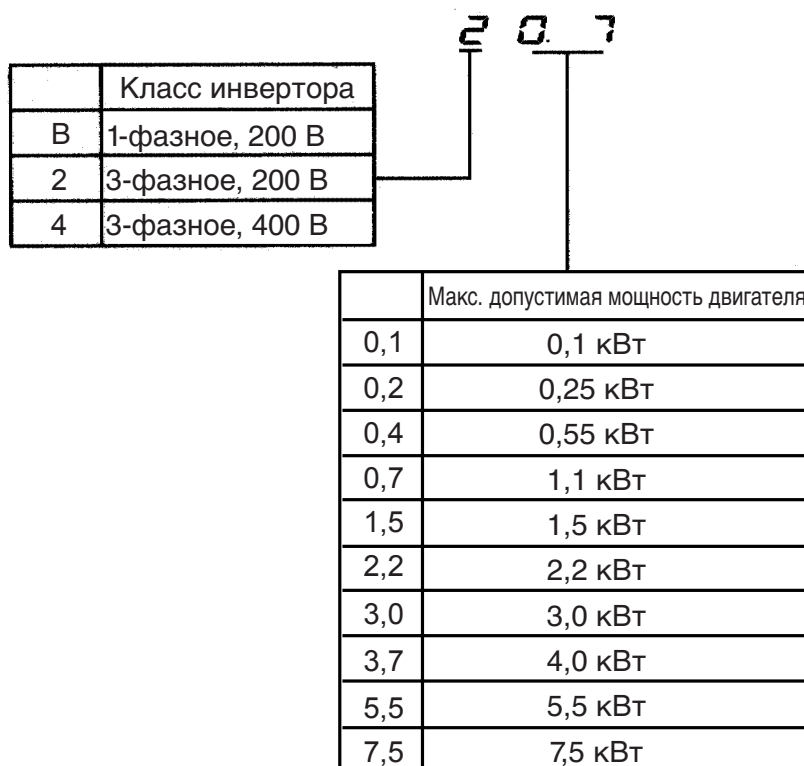 2 0. 7
Класс инвертора
B 1-фазное, 200 В
2 3-фазное, 200 В
4 3-фазное, 400 В
Макс. допустимая мощность двигателя
0,1 0,1 кВт
0,2 0,25 кВт
0,4 0,55 кВт
0,7 1,1 кВт
1,5 1,5 кВт
2,2 2,2 кВт
3,0 3,0 кВт
3,7 4,0 кВт
5,5 5,5 кВт
7,5 7,5 кВт